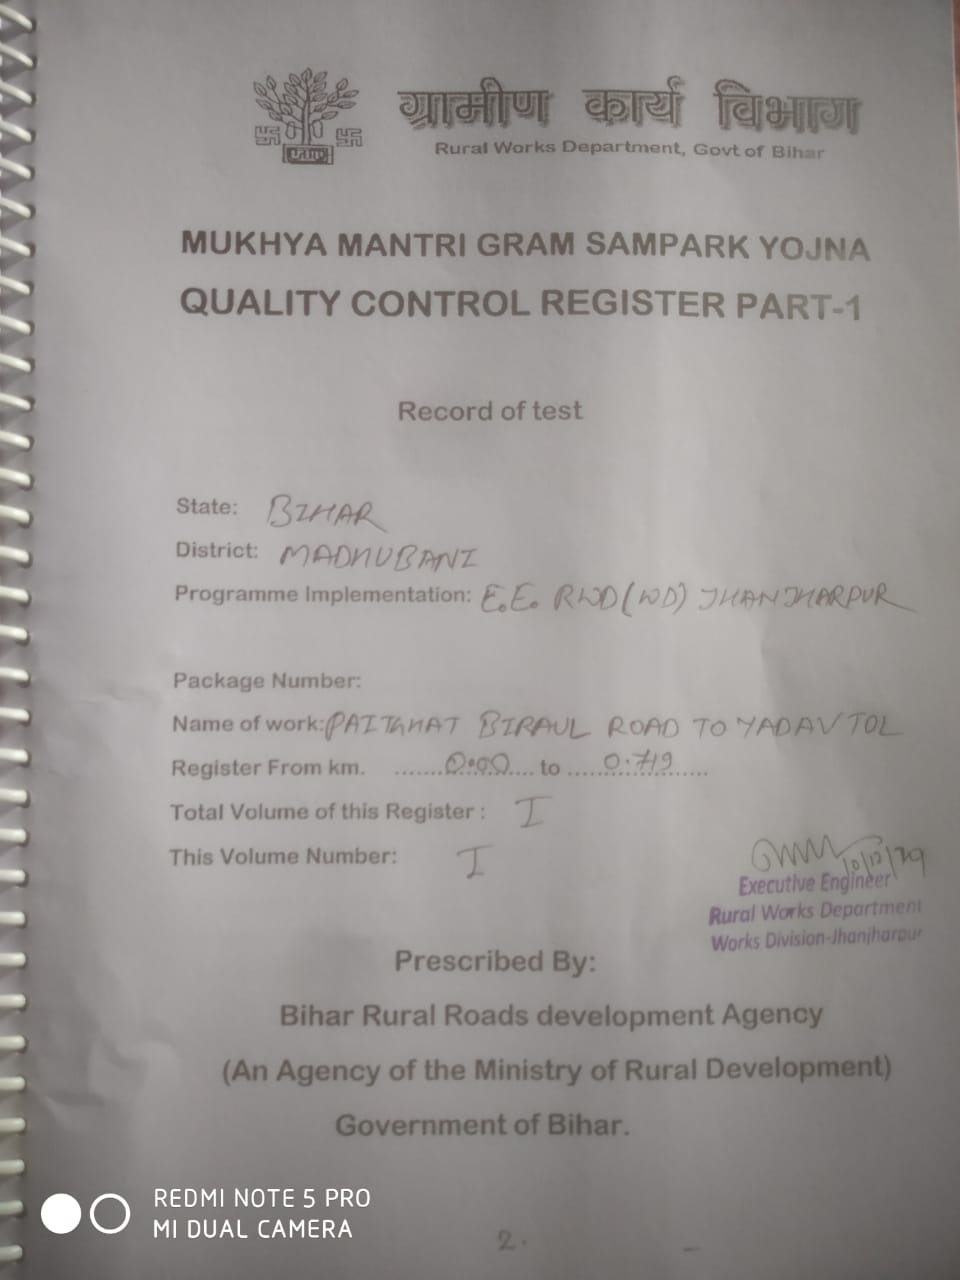 ग्रामीण कार्य विभाग
Rural Works Department, Govt of Bihar
MUKHYA MANTRI GRAM SAMPARK YOJNA
QUALITY CONTROL REGISTER PART-1
Record of test
State: BIHAR
District: MADHUBANI
Programme Implementation: E.E. RWD(WD) JHANJHARPUR
Package Number:
Name of work: PAITGHAT BIRAUL ROAD TO YADAV TOL
Register From km. ........0.00.... to .....0.719.......
Total Volume of this Register : I
This Volume Number: I
Executive Engineer
Rural Works Department
Works Division-Jhanjharpur
Prescribed By:
Bihar Rural Roads development Agency
(An Agency of the Ministry of Rural Development)
Government of Bihar.
REDMI NOTE 5 PRO
MI DUAL CAMERA
2.